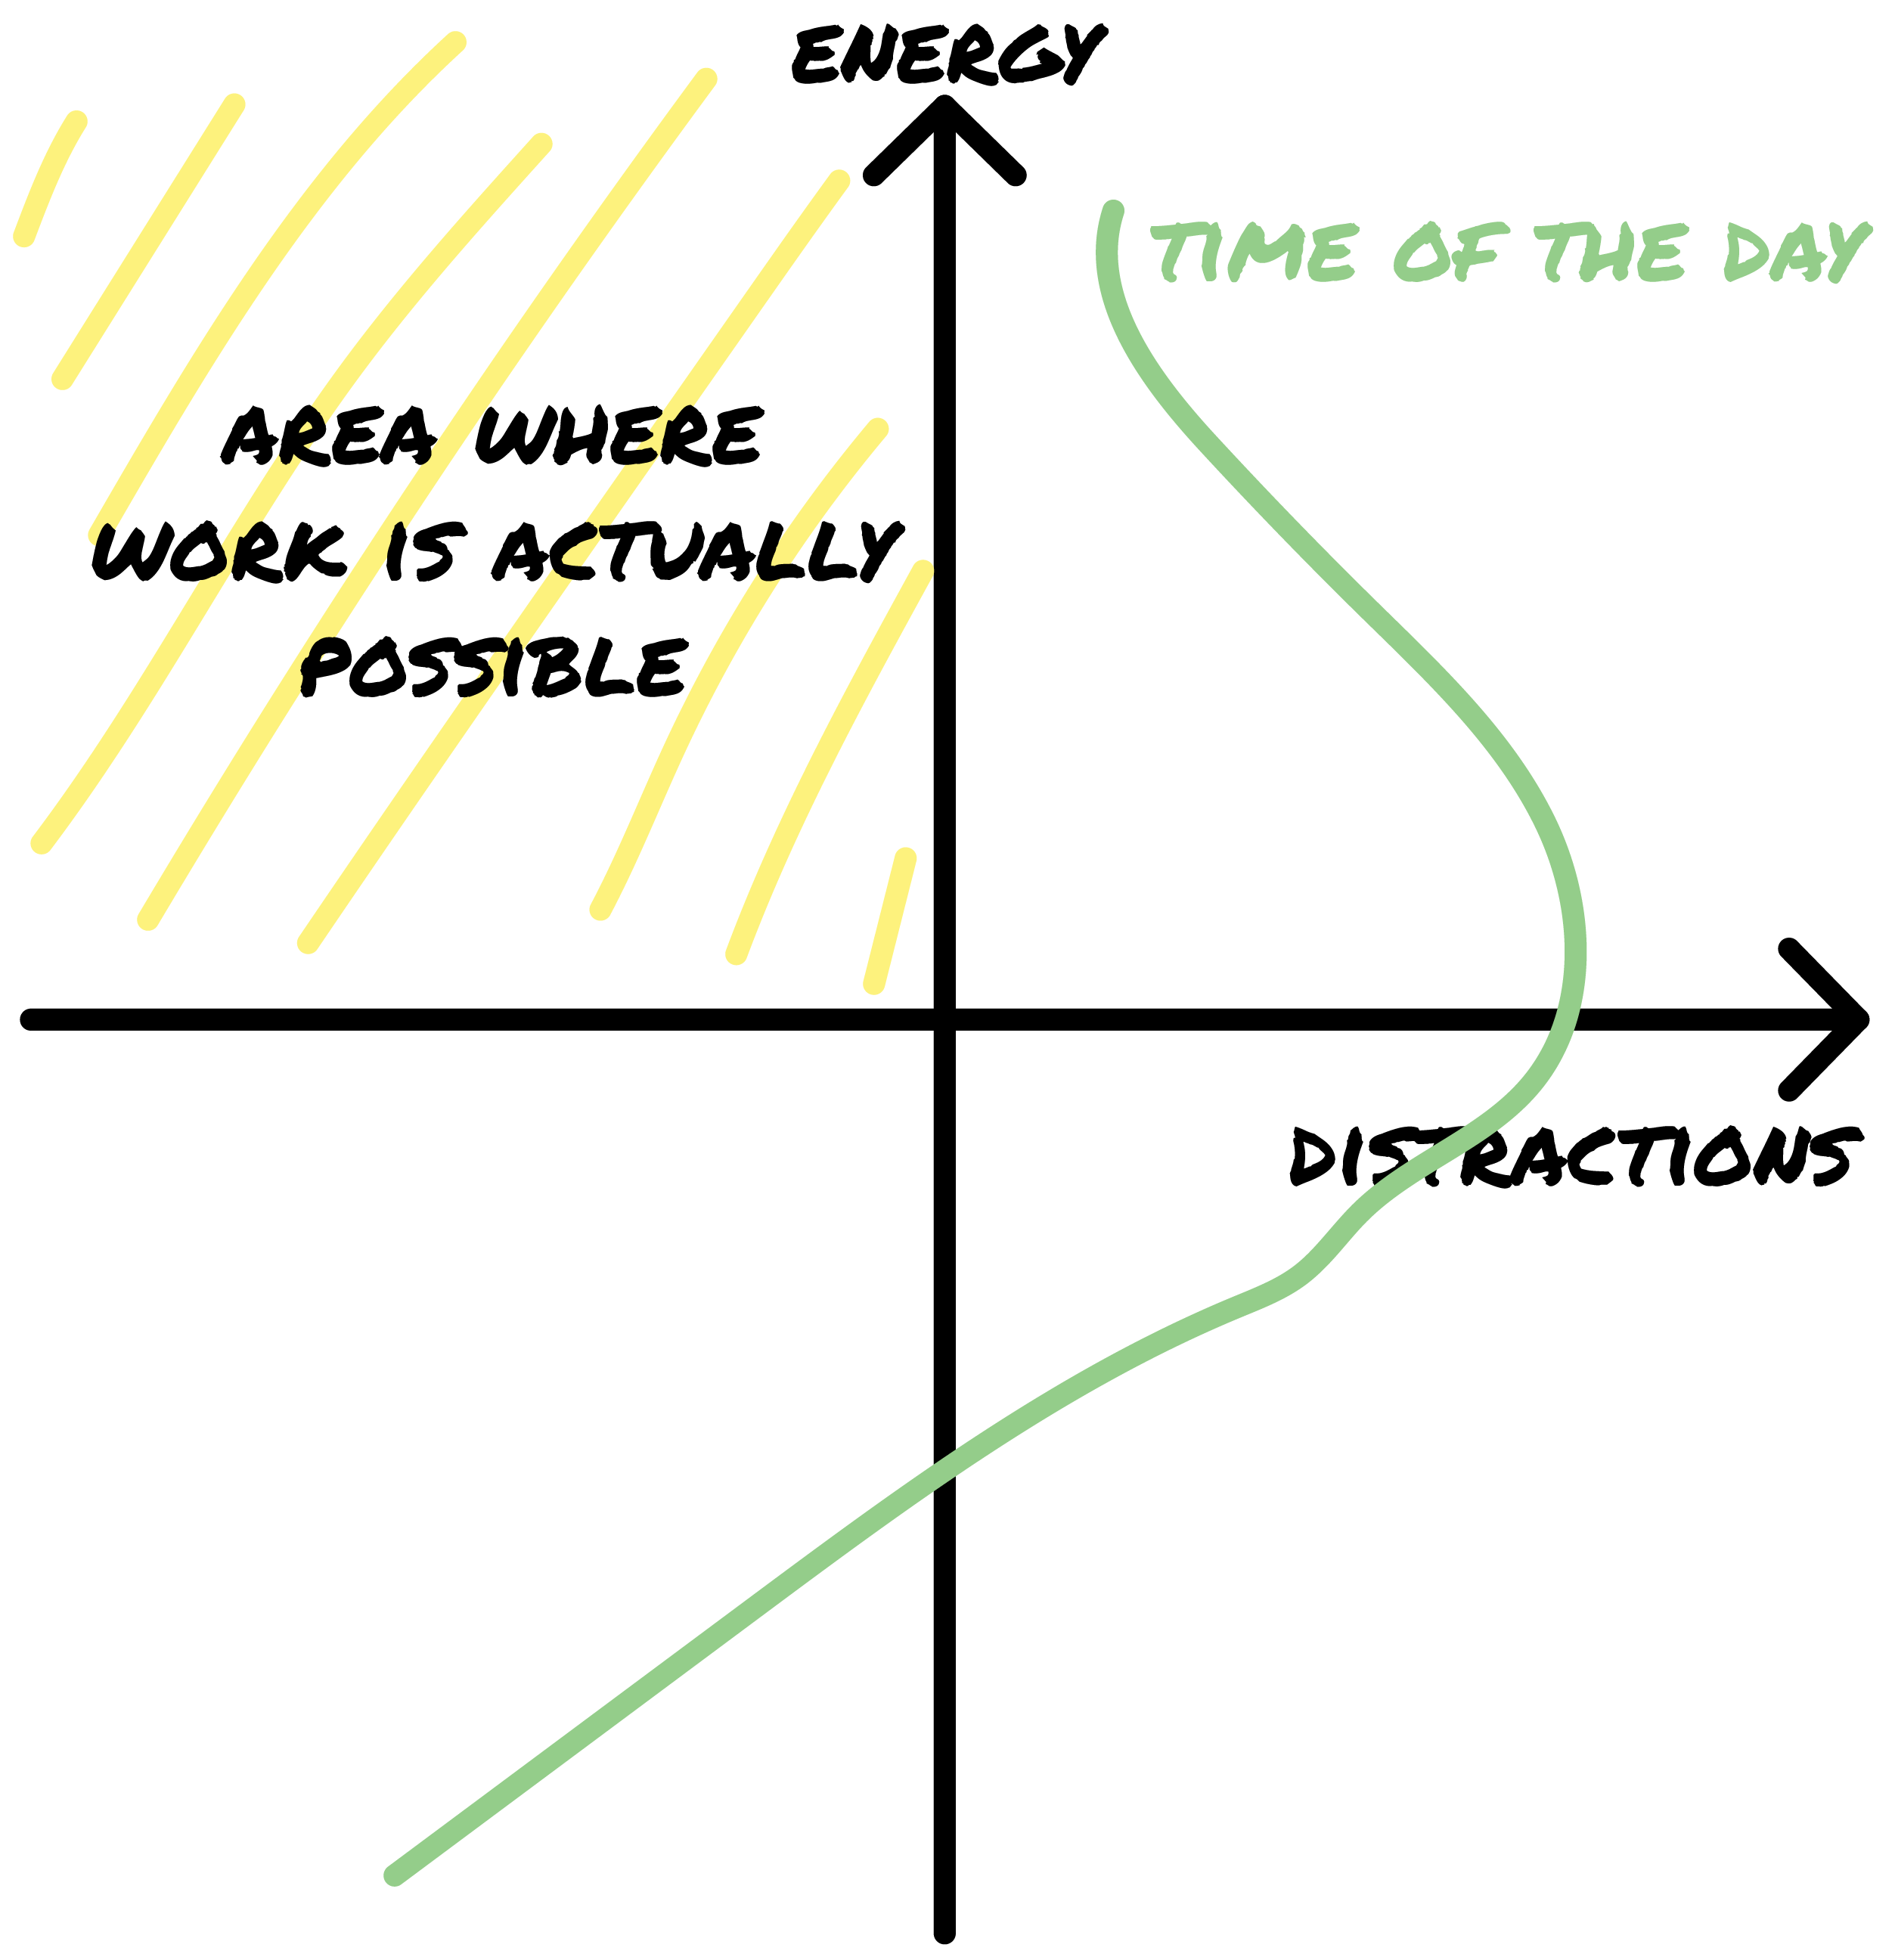 ENERGY
TIME OF THE DAY
AREA WHERE
WORK IS ACTUALLY
POSSIBLE
DISTRACTIONS